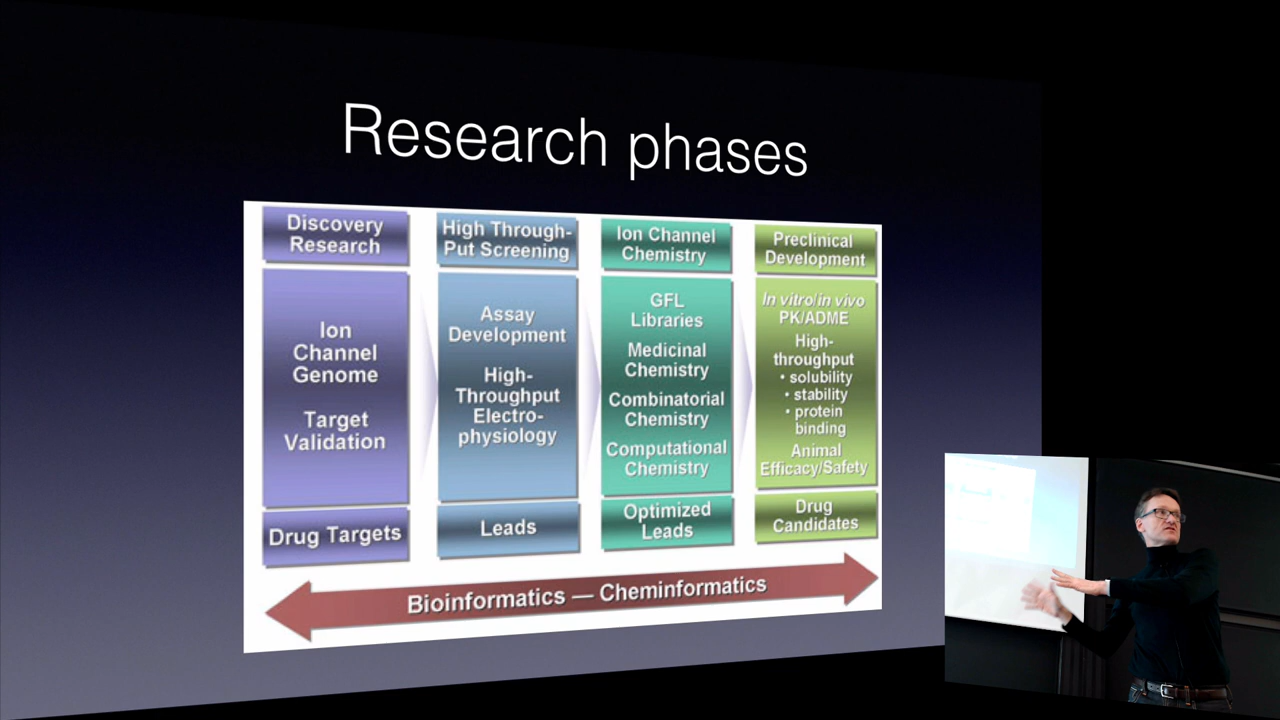 Research phases
Discovery
Research
Ion
Channel
Genome
Target
Validation
Drug Targets
High Through-
Put Screening
Assay
Development
High-
Throughput
Electro-
physiology
Leads
Ion Channel
Chemistry
GFL
Libraries
Medicinal
Chemistry
Combinatorial
Chemistry
Computational
Chemistry
Optimized
Leads
Preclinical
Development
In vitro/in vivo
PK/ADME
High-
throughput
• solubility
• stability
• protein
binding
Animal
Efficacy/Safety
Drug
Candidates
Bioinformatics — Cheminformatics